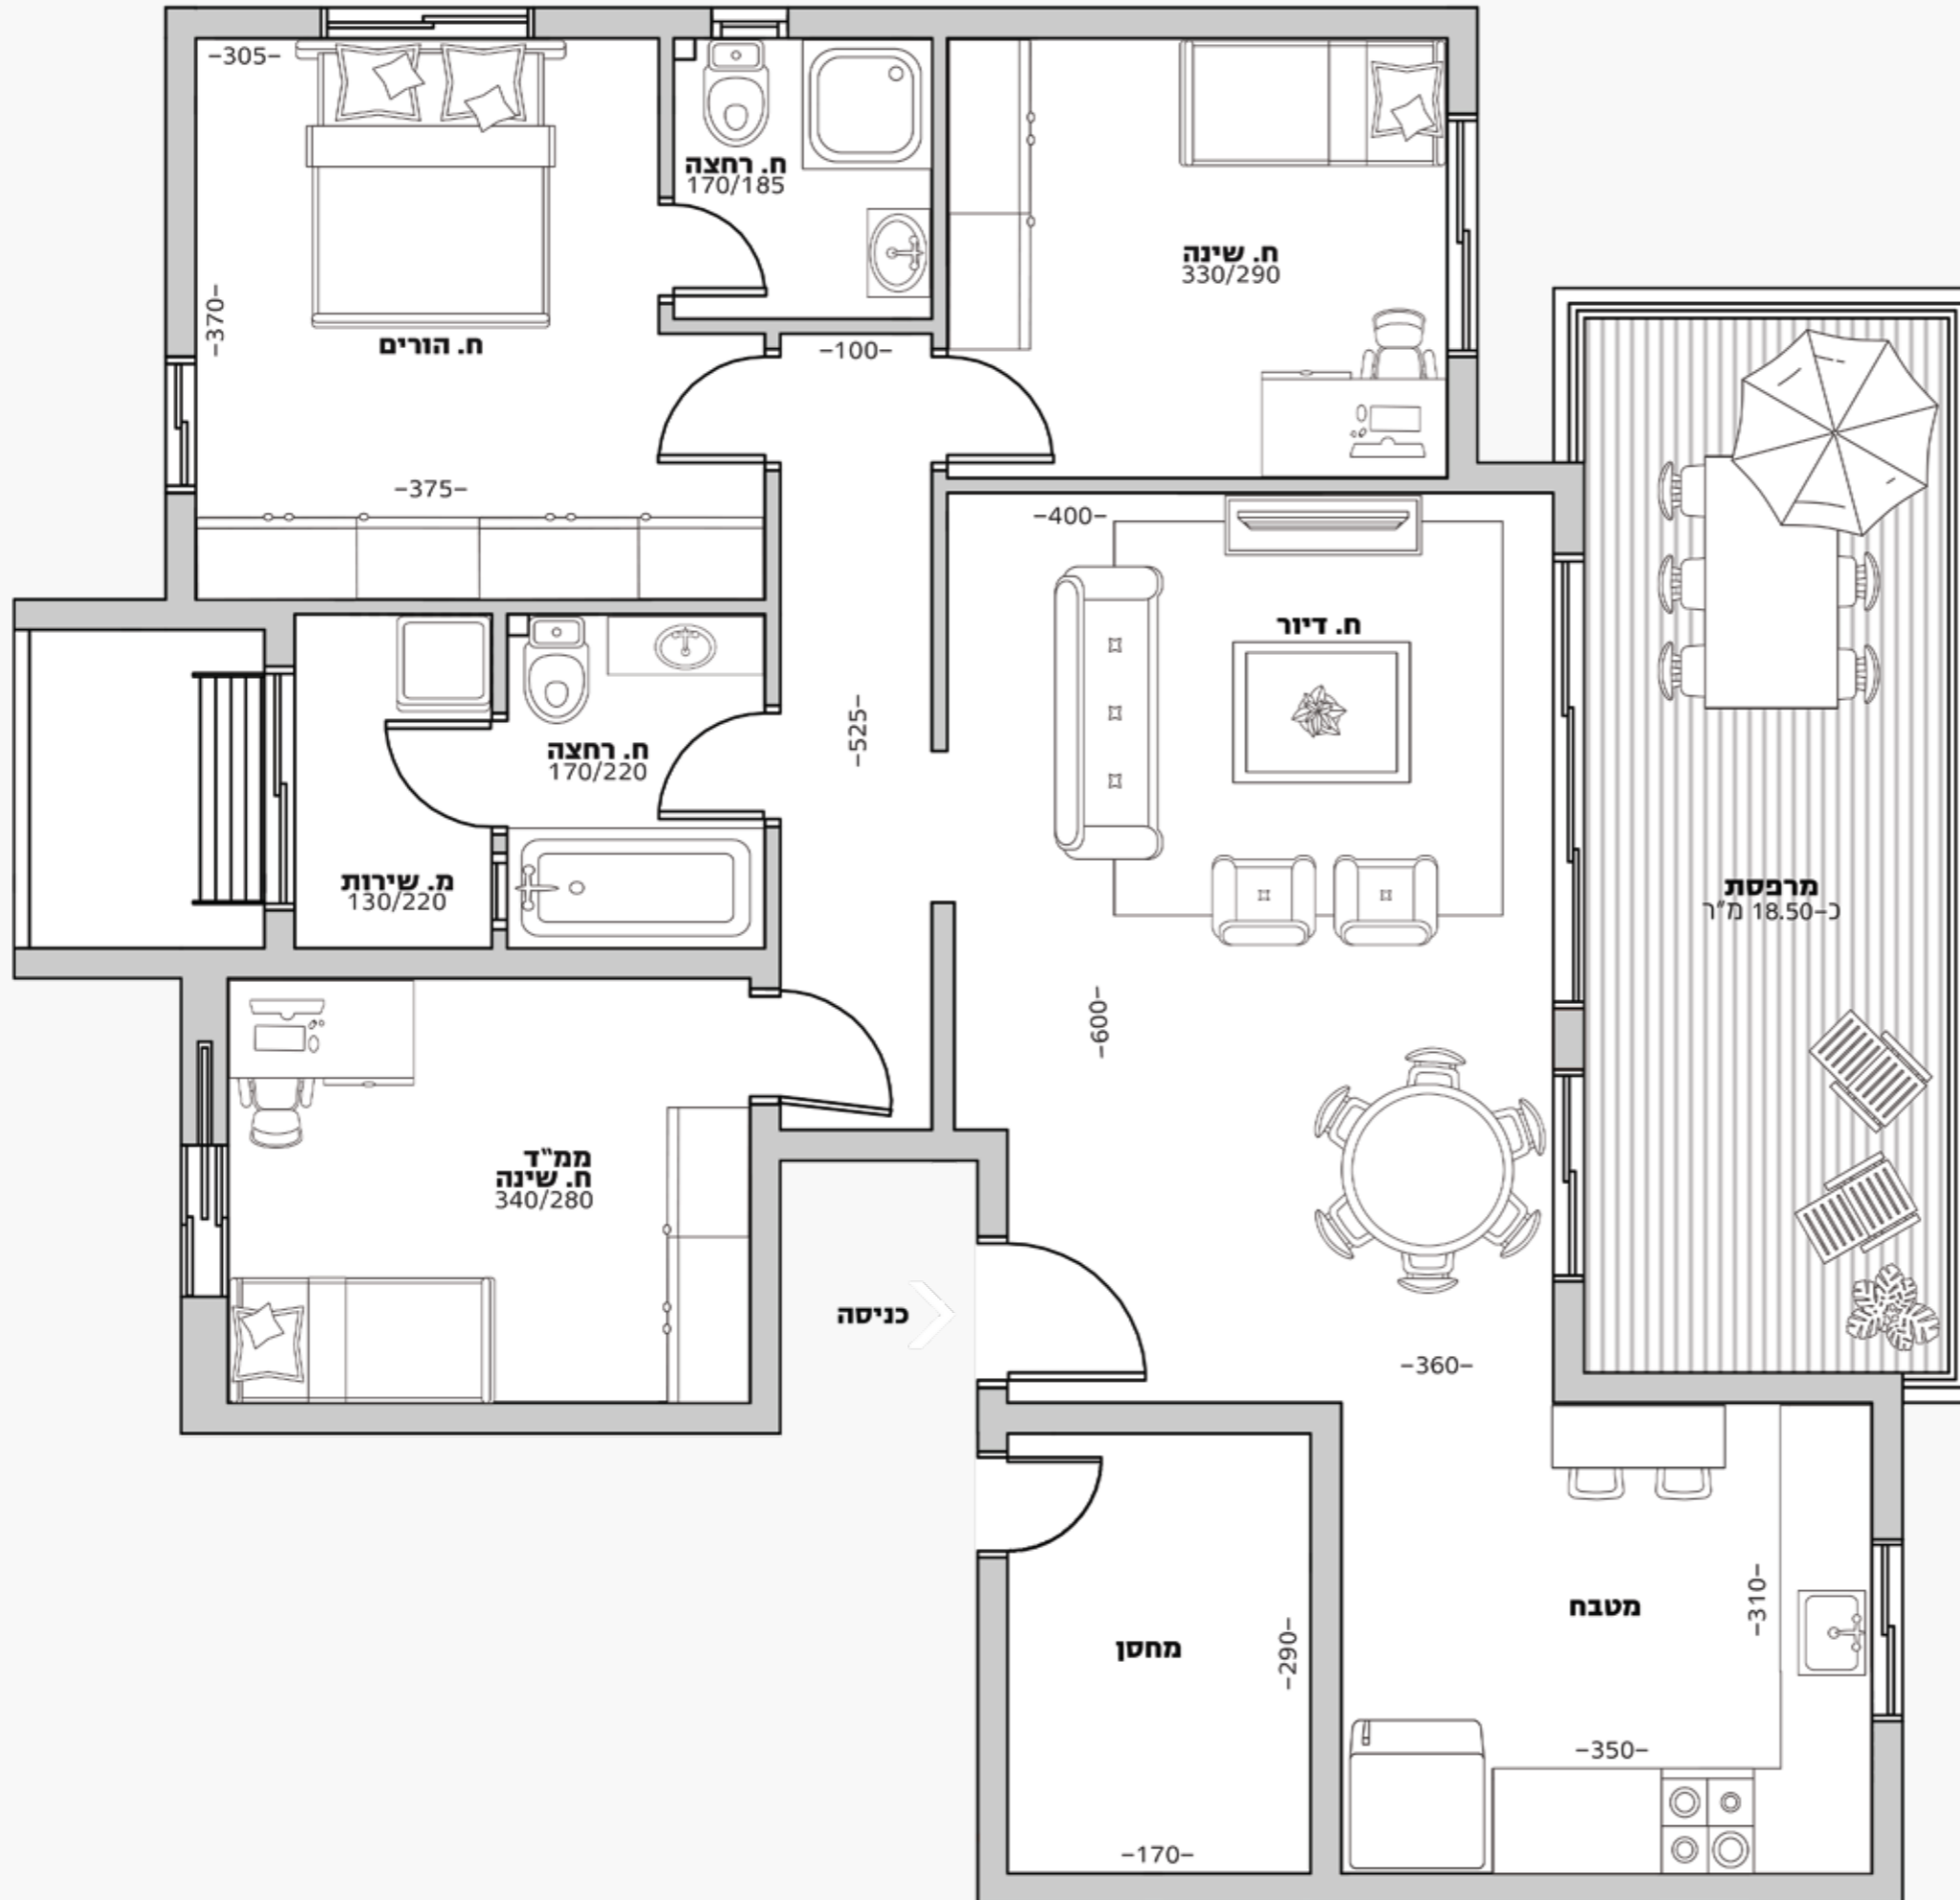 –305–
ח. רחצה
170/185
ח. שינה
330/290
–370–
ח. הורים
–100–
–375–
–400–
ח. דיור
–525–
ח. רחצה
170/220
מ. שירות
130/220
מרפסת
כ–18.50 מ"ר
–600–
ממ"ד
ח. שינה
340/280
כניסה
–360–
מטבח
–310–
מחסן
–290–
–350–
–170–